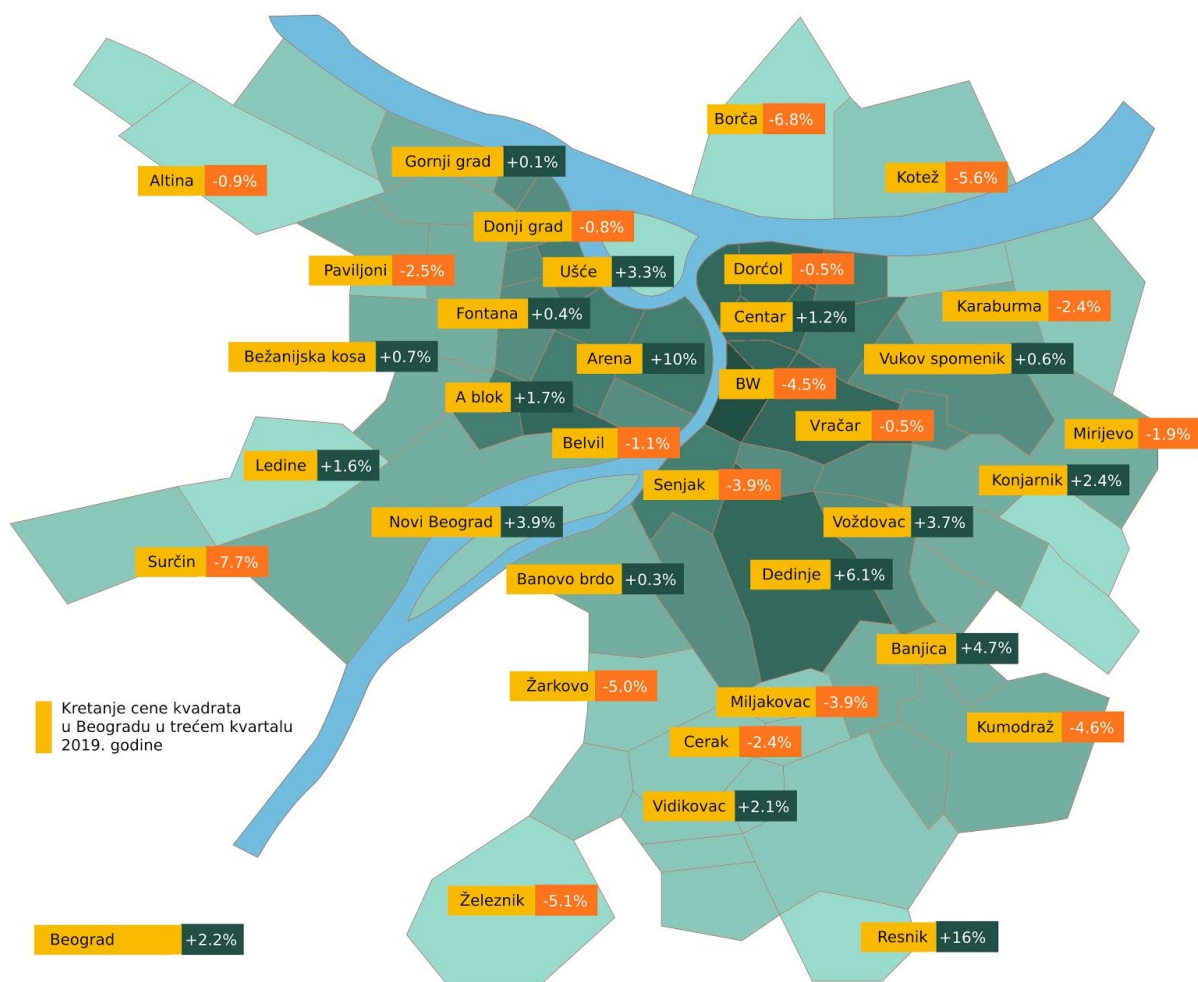 Borča -6.8%
Gornji grad +0.1%
Altina -0.9%
Kotež -5.6%
Donji grad -0.8%
Paviljoni -2.5%
Ušće +3.3%
Dorćol -0.5%
Karaburma -2.4%
Fontana +0.4%
Centar +1.2%
Bežanijska kosa +0.7%
Arena +10%
Vukov spomenik +0.6%
BW -4.5%
A blok +1.7%
Vračar -0.5%
Mirijevo -1.9%
Belvil -1.1%
Ledine +1.6%
Konjarnik +2.4%
Senjak -3.9%
Novi Beograd +3.9%
Voždovac +3.7%
Surčin -7.7%
Banovo brdo +0.3%
Dedinje +6.1%
Banjica +4.7%
Žarkovo -5.0%
Miljakovac -3.9%
Kretanje cene kvadrata
u Beogradu u trećem kvartalu
2019. godine
Kumodraž -4.6%
Cerak -2.4%
Vidikovac +2.1%
Železnik -5.1%
Resnik +16%
Beograd +2.2%